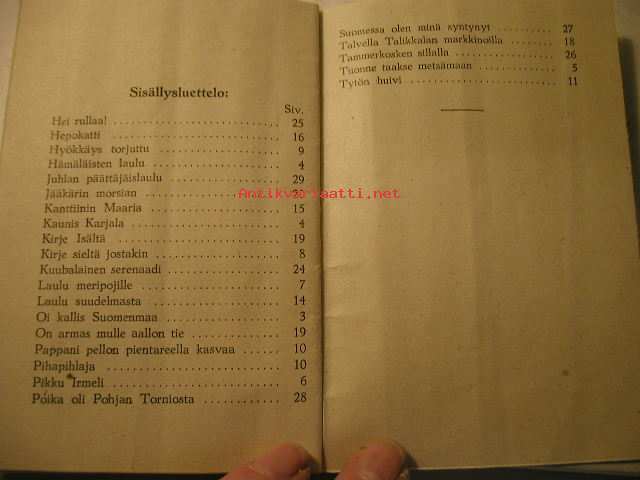 Sisällysluettelo:
Siv.
Hei rullaa! 25
Hepokatti 16
Hyökkäys torjuttu 9
Hämäläisten laulu 4
Juhlan päättäjäislaulu 29
Jääkärin morsian
Kanttiinin Maaria 15
Kaunis Karjala 4
Kirje Isältä 19
Kirje sieltä jostakin 8
Kuubalainen serenaadi 24
Laulu meripojille 7
Laulu suudelmasta 14
Oi kallis Suomenmaa 3
On armas mulle aallon tie 19
Pappani pellon pientareella kasvaa 10
Pihapihlaja 10
Pikku Irmeli 6
Poika oli Pohjan Torniosta 28
Suomessa olen minä syntynyt 27
Talvella Talikkalan markkinoilla 18
Tammerkosken sillalla 26
Tuonne taakse metsämaan 5
Tytön huivi 11
Antikvariaatti.net